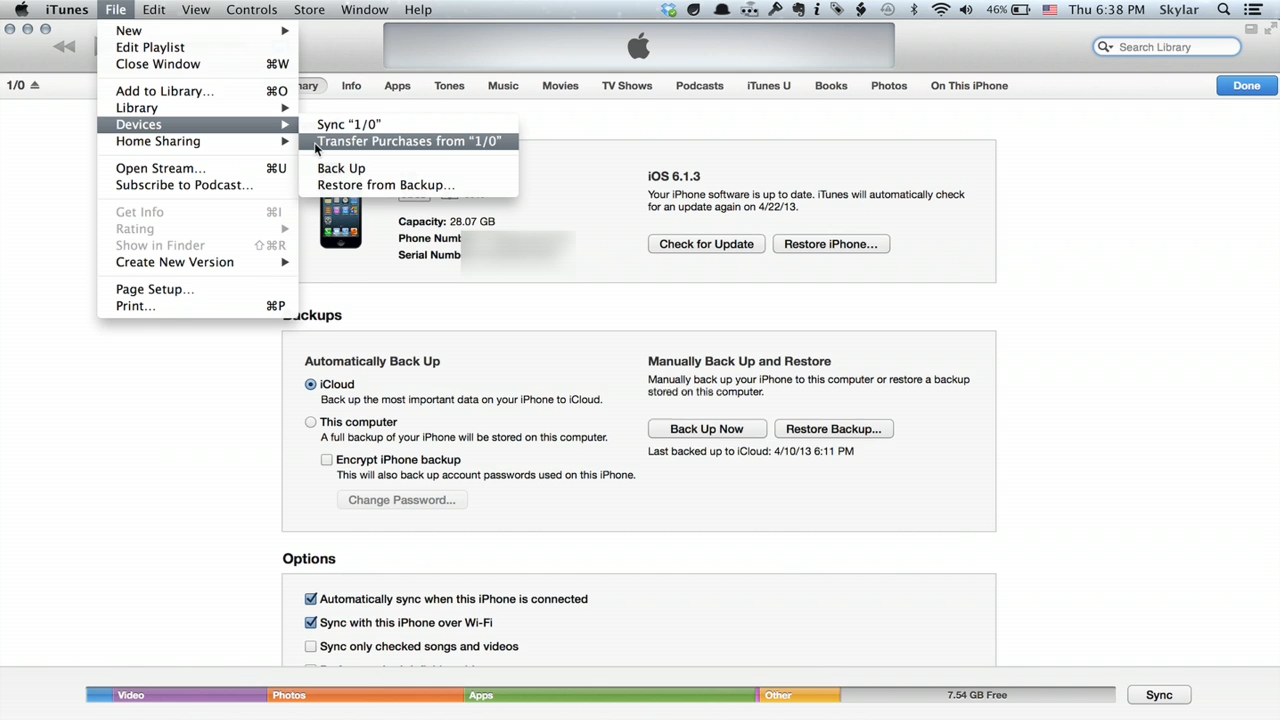 iTunes File Edit View Controls Store Window Help 46% Thu 6:38 PM Skylar
New
Edit Playlist
Close Window ⌘W
Add to Library... ⌘O
Library
Devices
Home Sharing
Open Stream... ⌘U
Subscribe to Podcast...
Get Info ⌘I
Rating
Show in Finder ⇧⌘R
Create New Version
Page Setup...
Print... ⌘P
Sync “1/0”
Transfer Purchases from “1/0”
Back Up
Restore from Backup...
Search Library
1/0
Info Apps Tones Music Movies TV Shows Podcasts iTunes U Books Photos On This iPhone Done
Capacity: 28.07 GB
iOS 6.1.3
Your iPhone software is up to date. iTunes will automatically check
for an update again on 4/22/13.
Check for Update Restore iPhone...
Automatically Back Up
iCloud
Back up the most important data on your iPhone to iCloud.
This computer
A full backup of your iPhone will be stored on this computer.
Encrypt iPhone backup
This will also back up account passwords used on this iPhone.
Change Password...
Manually Back Up and Restore
Manually back up your iPhone to this computer or restore a backup
stored on this computer.
Back Up Now Restore Backup...
Last backed up to iCloud: 4/10/13 6:11 PM
Options
Automatically sync when this iPhone is connected
Sync with this iPhone over Wi-Fi
Sync only checked songs and videos
Video Photos Apps Other 7.54 GB Free Sync